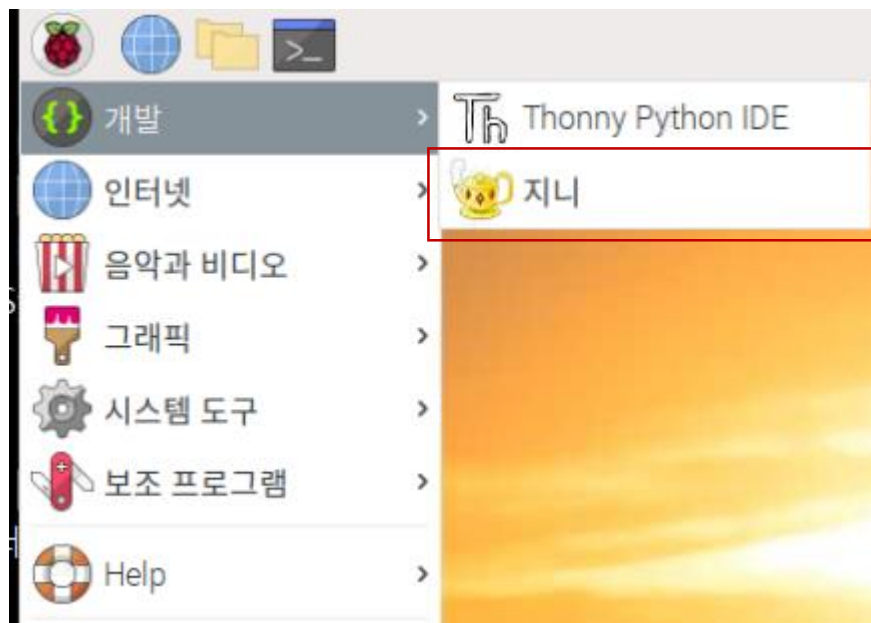 >_
개발 >
Thonny Python IDE
인터넷 >
지니
음악과 비디오 >
그래픽 >
시스템 도구 >
보조 프로그램 >
Help >